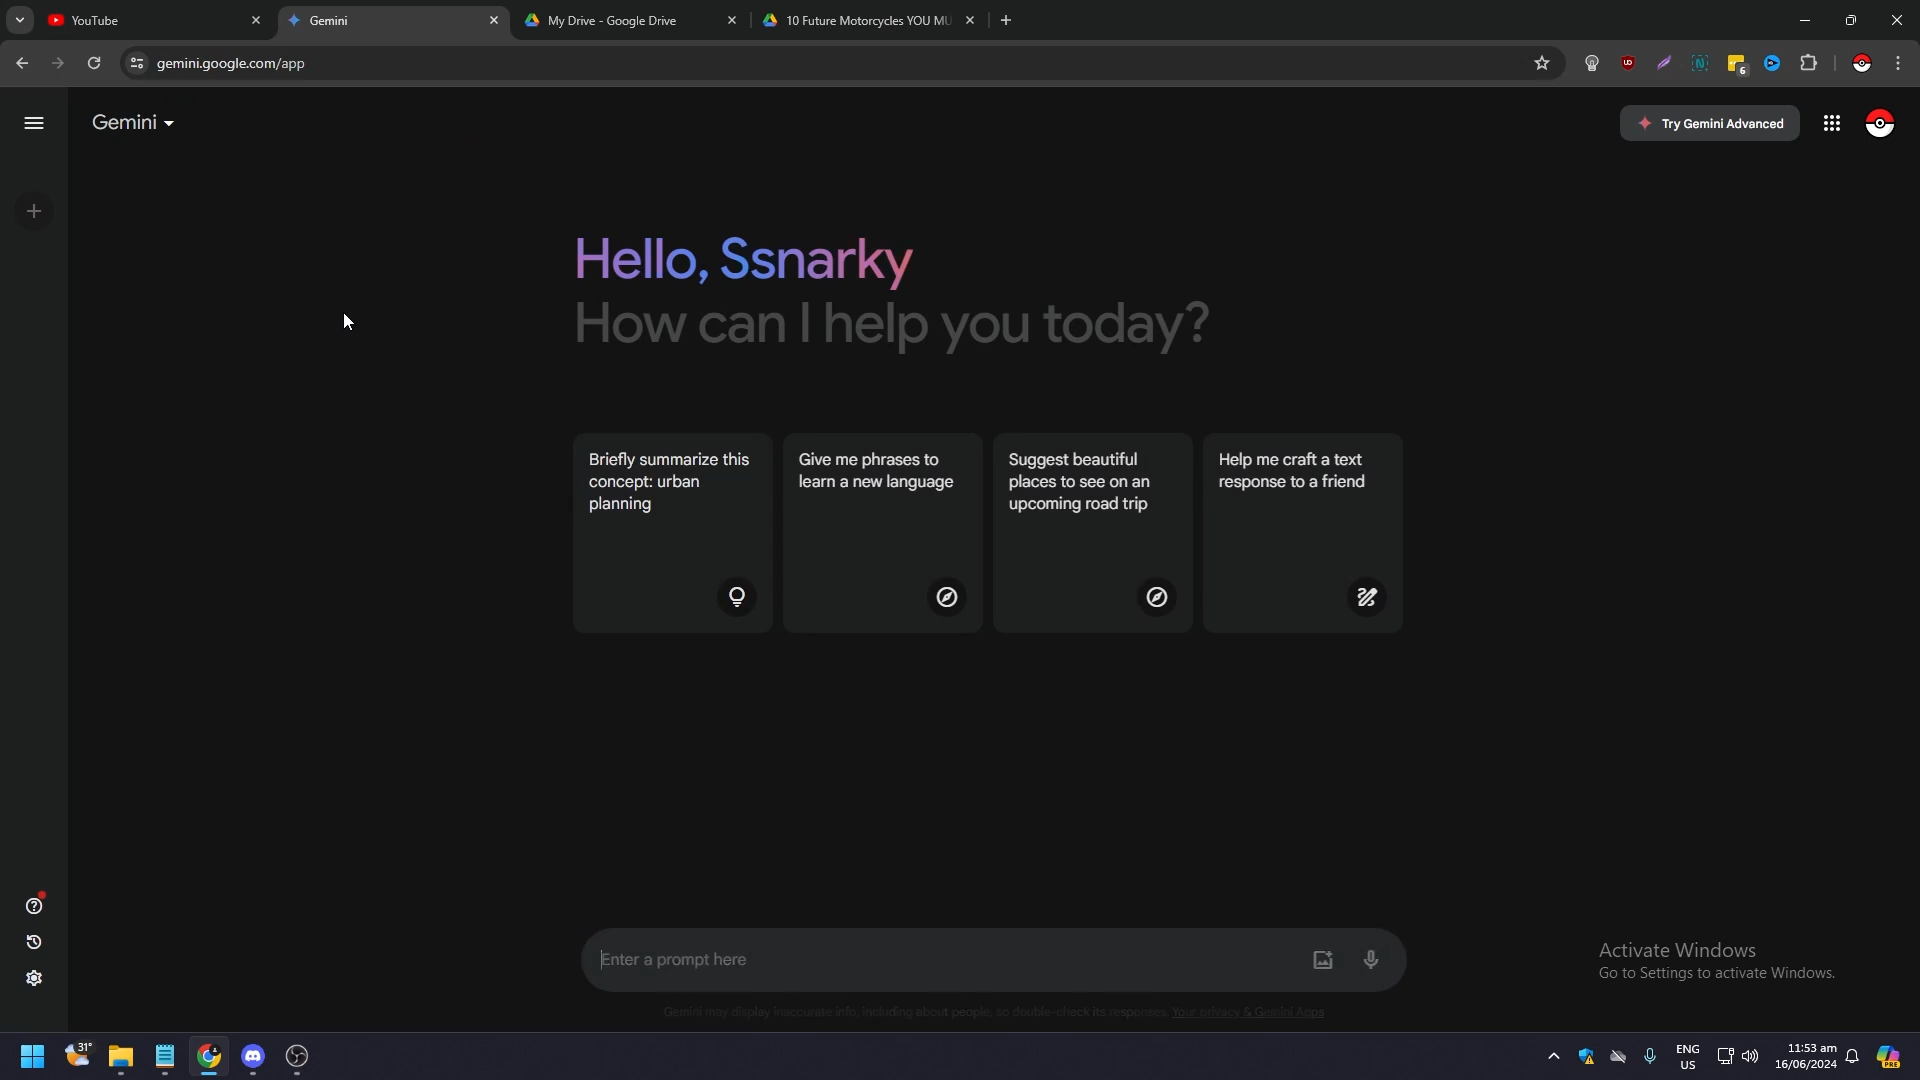 YouTube
Gemini
My Drive - Google Drive
10 Future Motorcycles YOU MU
gemini.google.com/app
6
Gemini
Try Gemini Advanced
Hello, Ssnarky
How can I help you today?
Briefly summarize this
concept: urban
planning
Give me phrases to
learn a new language
Suggest beautiful
places to see on an
upcoming road trip
Help me craft a text
response to a friend
Enter a prompt here
Gemini may display inaccurate info, including about people, so double-check its responses. Your privacy & Gemini Apps
Activate Windows
Go to Settings to activate Windows.
31°
ENG
US
11:53 am
16/06/2024
PRE